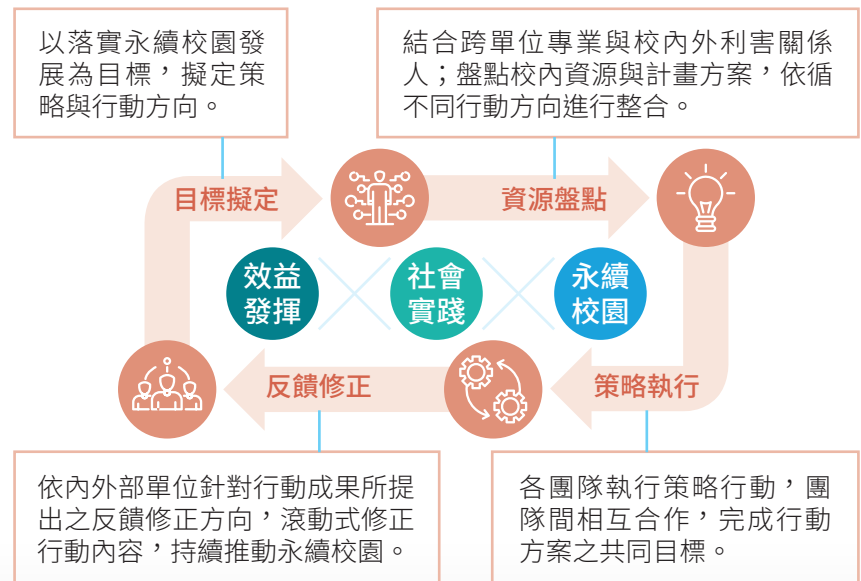 以落實永續校園發
展為目標，擬定策
略與行動方向。
結合跨單位專業與校內外利害關係
人；盤點校內資源與計畫方案，依循
不同行動方向進行整合。
目標擬定
資源盤點
效益
發揮
社會
實踐
永續
校園
反饋修正
策略執行
依內外部單位針對行動成果所提
出之反饋修正方向，滾動式修正
行動內容，持續推動永續校園。
各團隊執行策略行動，團
隊間相互合作，完成行動
方案之共同目標。